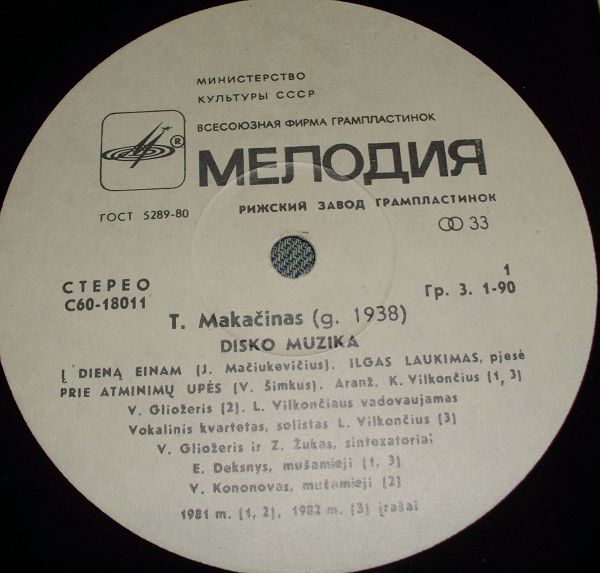 МИНИСТЕРСТВО
КУЛЬТУРЫ СССР
ВСЕСОЮЗНАЯ ФИРМА ГРАМПЛАСТИНОК
®
МЕЛОДИЯ
ГОСТ 5289-80
РИЖСКИЙ ЗАВОД ГРАМПЛАСТИНОК
33
СТЕРЕО
С60-18011
1
Гр. 3. 1-90
T. Makačinas (g. 1938)
DISKO MUZIKA
Į DIENĄ EINAM (J. Mačiukevičius). ILGAS LAUKIMAS, pjesė
PRIE ATMINIMŲ UPĖS (V. Šimkus). Aranž. K. Vilkončius (1, 3)
V. Gliožeris (2). L. Vilkončiaus vadovaujamas
Vokalinis kvartetas, solistas L. Vilkončius (3)
V. Gliožeris ir Z. Žukas, sintezatoriai
E. Deksnys, mušamieji (1, 3)
V. Kononovas, mušamieji (2)
1981 m. (1, 2), 1982 m. (3) įrašai